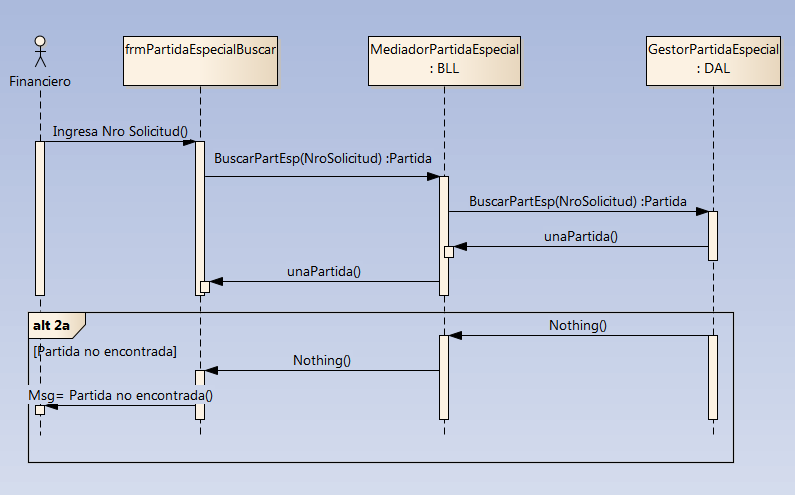 Financiero
frmPartidaEspecialBuscar
MediadorPartidaEspecial
: BLL
GestorPartidaEspecial
: DAL
Ingresa Nro Solicitud()
BuscarPartEsp(NroSolicitud) :Partida
BuscarPartEsp(NroSolicitud) :Partida
unaPartida()
unaPartida()
alt 2a
[Partida no encontrada]
Nothing()
Nothing()
Msg= Partida no encontrada()